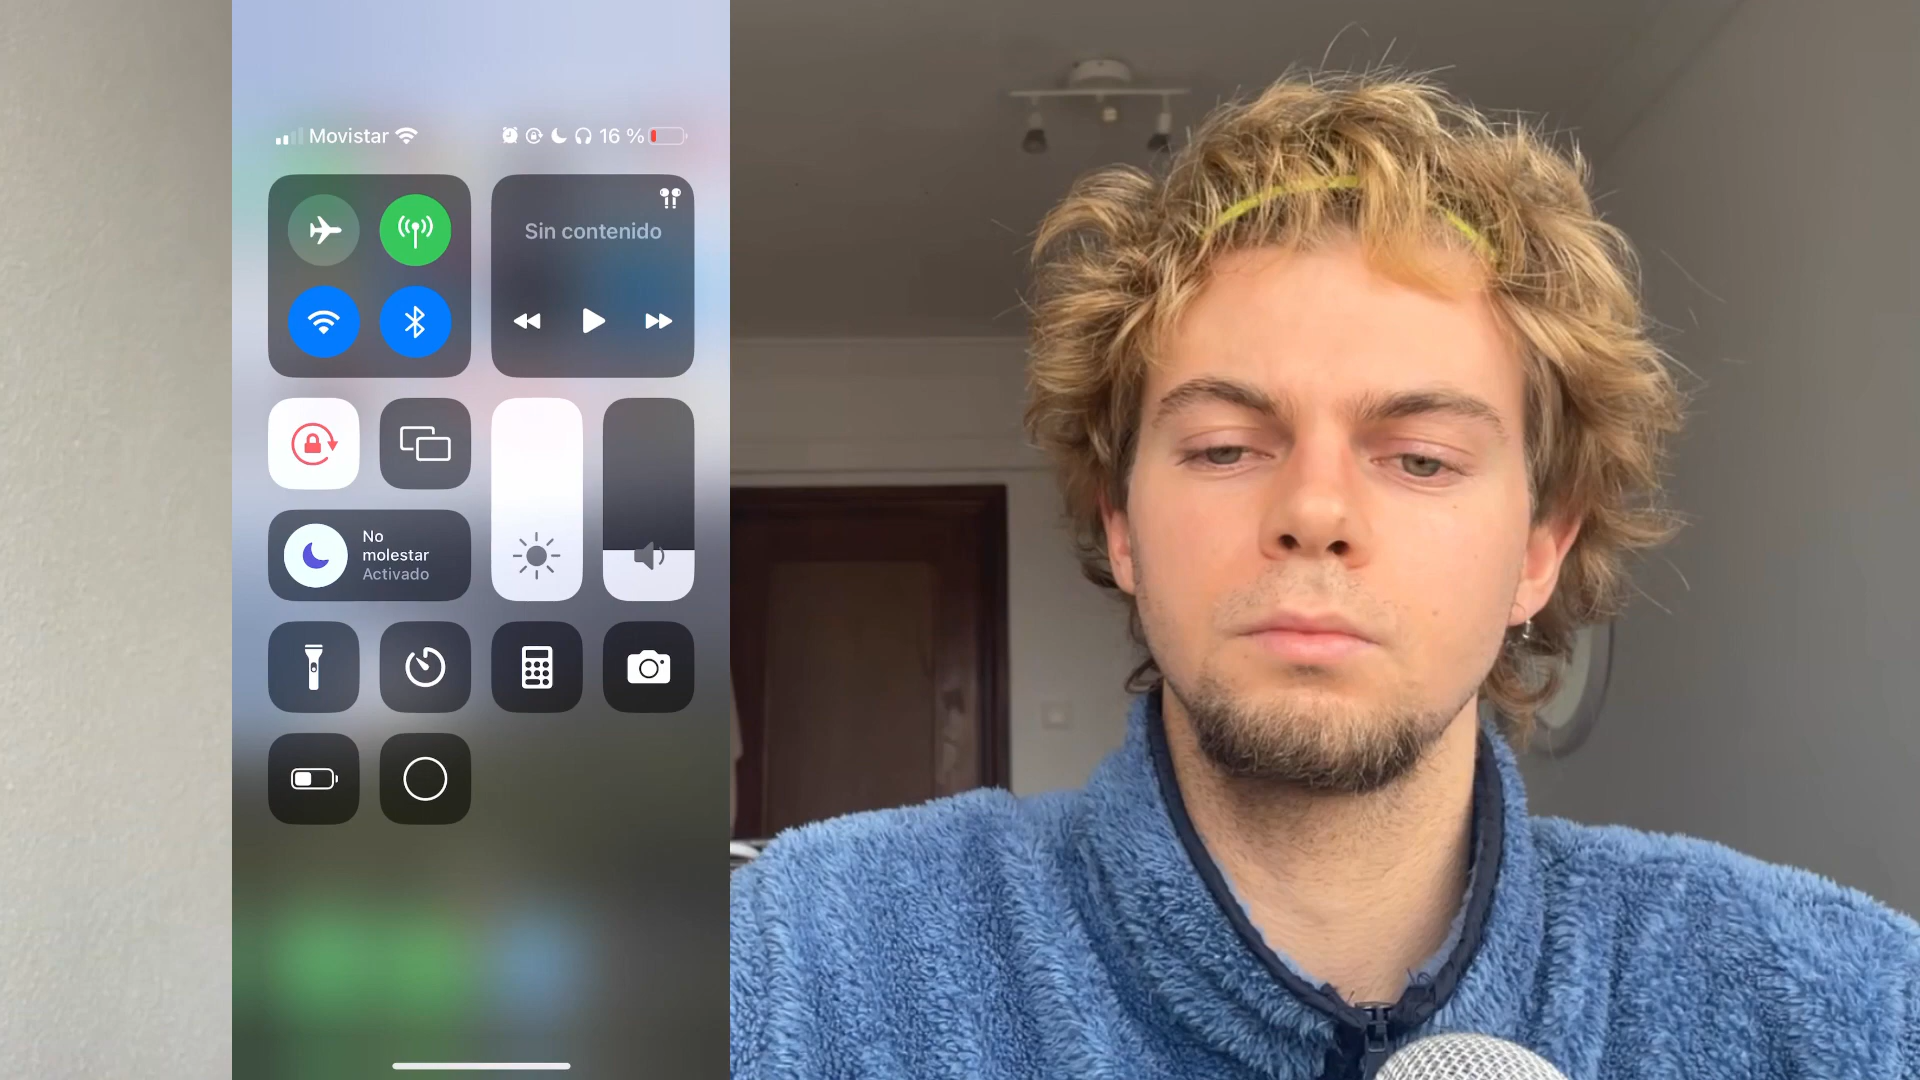 Movistar
16 %
Sin contenido
No
molestar
Activado